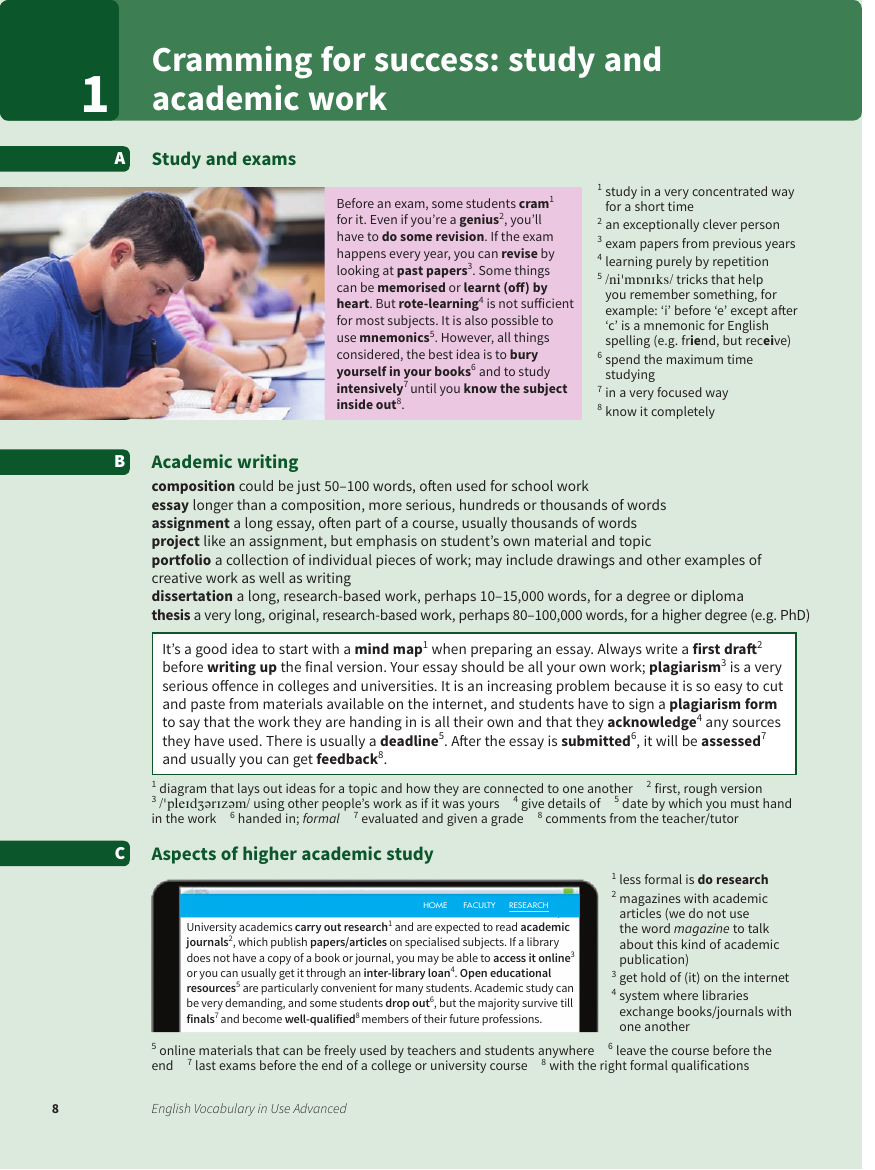 1
Cramming for success: study and
academic work
A
Study and exams
Before an exam, some students cram1
for it. Even if you're a genius2, you'll
have to do some revision. If the exam
happens every year, you can revise by
looking at past papers3. Some things
can be memorised or learnt (off) by
heart. But rote-learning4 is not sufficient
for most subjects. It is also possible to
use mnemonics5. However, all things
considered, the best idea is to bury
yourself in your books6 and to study
intensively7 until you know the subject
inside out8.
1 study in a very concentrated way
for a short time
2 an exceptionally clever person
3 exam papers from previous years
4 learning purely by repetition
5 /niˈmɒnɪks/ tricks that help
you remember something, for
example: ‘i’ before ‘e’ except after
‘c’ is a mnemonic for English
spelling (e.g. friend, but receive)
6 spend the maximum time
studying
7 in a very focused way
8 know it completely
B
Academic writing
composition could be just 50–100 words, often used for school work
essay longer than a composition, more serious, hundreds or thousands of words
assignment a long essay, often part of a course, usually thousands of words
project like an assignment, but emphasis on student's own material and topic
portfolio a collection of individual pieces of work; may include drawings and other examples of
creative work as well as writing
dissertation a long, research-based work, perhaps 10–15,000 words, for a degree or diploma
thesis a very long, original, research-based work, perhaps 80–100,000 words, for a higher degree (e.g. PhD)
It's a good idea to start with a mind map1 when preparing an essay. Always write a first draft2
before writing up the final version. Your essay should be all your own work; plagiarism3 is a very
serious offence in colleges and universities. It is an increasing problem because it is so easy to cut
and paste from materials available on the internet, and students have to sign a plagiarism form
to say that the work they are handing in is all their own and that they acknowledge4 any sources
they have used. There is usually a deadline5. After the essay is submitted6, it will be assessed7
and usually you can get feedback8.
1 diagram that lays out ideas for a topic and how they are connected to one another 2 first, rough version
3 /ˈpleɪdʒərɪzəm/ using other people's work as if it was yours 4 give details of 5 date by which you must hand
in the work 6 handed in; formal 7 evaluated and given a grade 8 comments from the teacher/tutor
C
Aspects of higher academic study
HOME FACULTY RESEARCH
University academics carry out research1 and are expected to read academic
journals2, which publish papers/articles on specialised subjects. If a library
does not have a copy of a book or journal, you may be able to access it online3
or you can usually get it through an inter-library loan4. Open educational
resources5 are particularly convenient for many students. Academic study can
be very demanding, and some students drop out6, but the majority survive till
finals7 and become well-qualified8 members of their future professions.
1 less formal is do research
2 magazines with academic
articles (we do not use
the word magazine to talk
about this kind of academic
publication)
3 get hold of (it) on the internet
4 system where libraries
exchange books/journals with
one another
5 online materials that can be freely used by teachers and students anywhere 6 leave the course before the
end 7 last exams before the end of a college or university course 8 with the right formal qualifications
8
English Vocabulary in Use Advanced